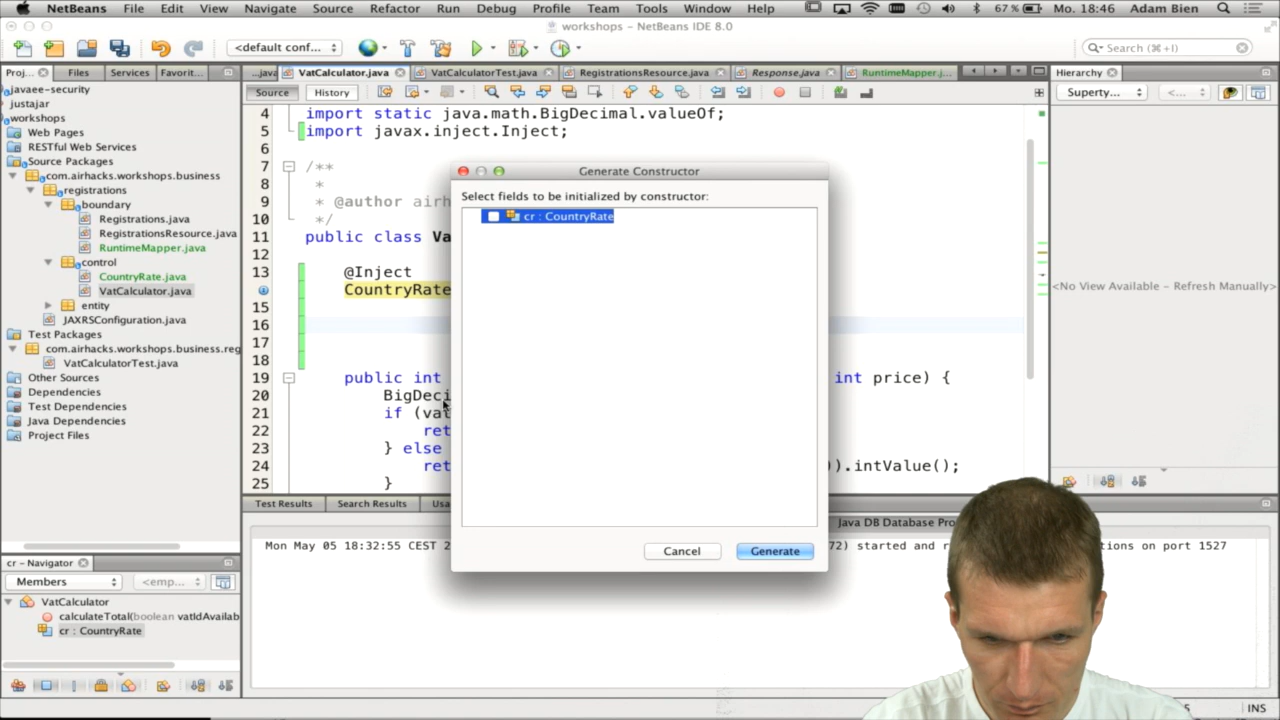 NetBeans File Edit View Navigate Source Refactor Run Debug Profile Team Tools Window Help 67% Mo. 18:46 Adam Bien
workshops – NetBeans IDE 8.0
<default conf... Search (⌘+I)
Proj... Files Services Favorit...
...java VatCalculator.java VatCalculatorTest.java RegistrationsResource.java Response.java RuntimeMapper.j...
Hierarchy
Source History
Superty... <...
javaee-security
justajar
workshops
Web Pages
RESTful Web Services
Source Packages
com.airhacks.workshops.business
registrations
boundary
Registrations.java
RegistrationsResource.java
RuntimeMapper.java
control
CountryRate.java
VatCalculator.java
entity
JAXRSConfiguration.java
Test Packages
com.airhacks.workshops.business.reg
VatCalculatorTest.java
Other Sources
Dependencies
Test Dependencies
Java Dependencies
Project Files
4 import static java.math.BigDecimal.valueOf;
5 import javax.inject.Inject;
6
7 /**
8 *
9 * @author airh
10 */
11 public class Va
12
13 @Inject
CountryRate
15
16
17
18
19 public int int price) {
20 BigDeci
21 if (vat
22 ret
23 } else
24 ret )).intValue();
25 }
Generate Constructor
Select fields to be initialized by constructor:
cr : CountryRate
Cancel Generate
<No View Available – Refresh Manually>
Test Results Search Results Usa Java DB Database Pro
Mon May 05 18:32:55 CEST 2 72) started and r tions on port 1527
cr – Navigator
Members <emp...
VatCalculator
calculateTotal(boolean vatIdAvailab
cr : CountryRate
INS